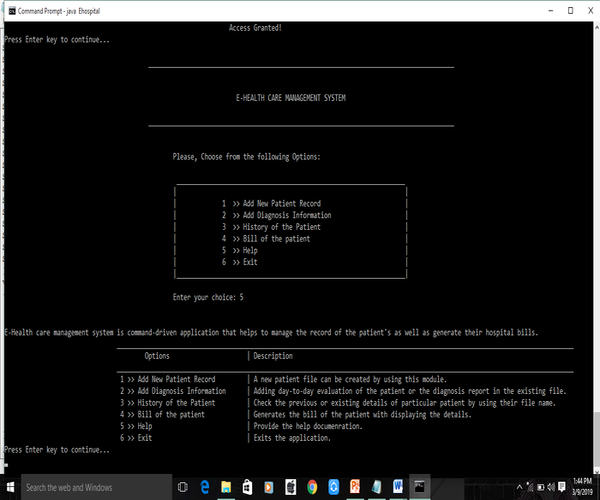 Command Prompt - java Ehospital
Access Granted!
Press Enter key to continue...
E-HEALTH CARE MANAGEMENT SYSTEM
Please, Choose from the following Options:
1 >> Add New Patient Record
2 >> Add Diagnosis Information
3 >> History of the Patient
4 >> Bill of the patient
5 >> Help
6 >> Exit
Enter your choice: 5
E-Health care management system is command-driven application that helps to manage the record of the patient's as well as generate their hospital bills.
Options | Description
1 >> Add New Patient Record | A new patient file can be created by using this module.
2 >> Add Diagnosis Information | Adding day-to-day evaluation of the patient or the diagnosis report in the existing file.
3 >> History of the Patient | Check the previous or existing details of particular patient by using their file name.
4 >> Bill of the patient | Generates the bill of the patient with displaying the details.
5 >> Help | Provide the help documenration.
6 >> Exit | Exits the application.
Press Enter key to continue...
Search the web and Windows
1:44 PM
3/9/2019